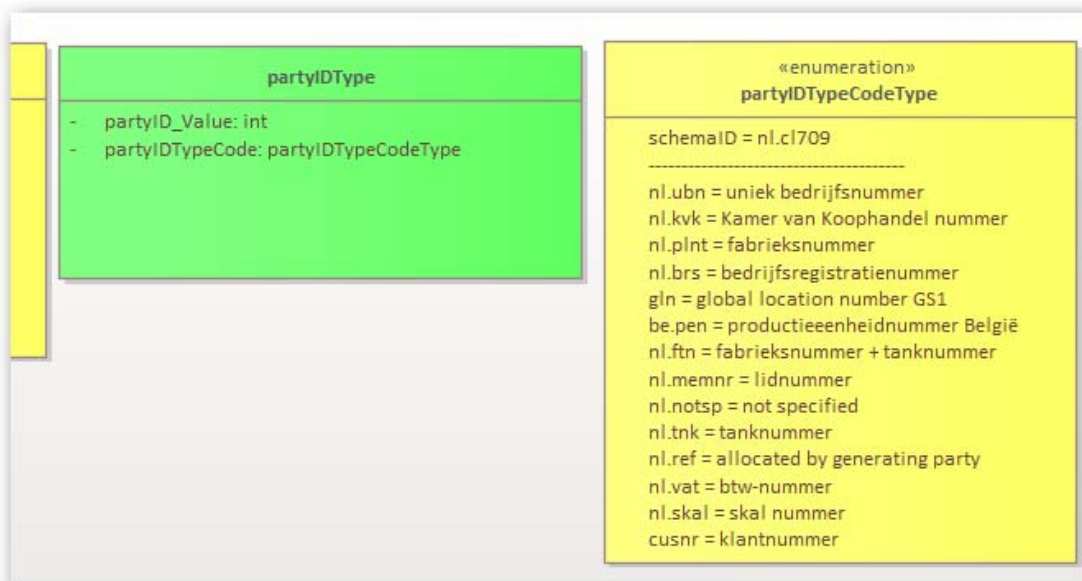 partyIDType
- partyID_Value: int
- partyIDTypeCode: partyIDTypeCodeType
«enumeration»
partyIDTypeCodeType
schemaID = nl.cl709
----------------------------------------
nl.ubn = uniek bedrijfsnummer
nl.kvk = Kamer van Koophandel nummer
nl.plnt = fabrieksnummer
nl.brs = bedrijfsregistratienummer
gln = global location number GS1
be.pen = productieeenheidnummer België
nl.ftn = fabrieksnummer + tanknummer
nl.memnr = lidnummer
nl.notsp = not specified
nl.tnk = tanknummer
nl.ref = allocated by generating party
nl.vat = btw-nummer
nl.skal = skal nummer
cusnr = klantnummer